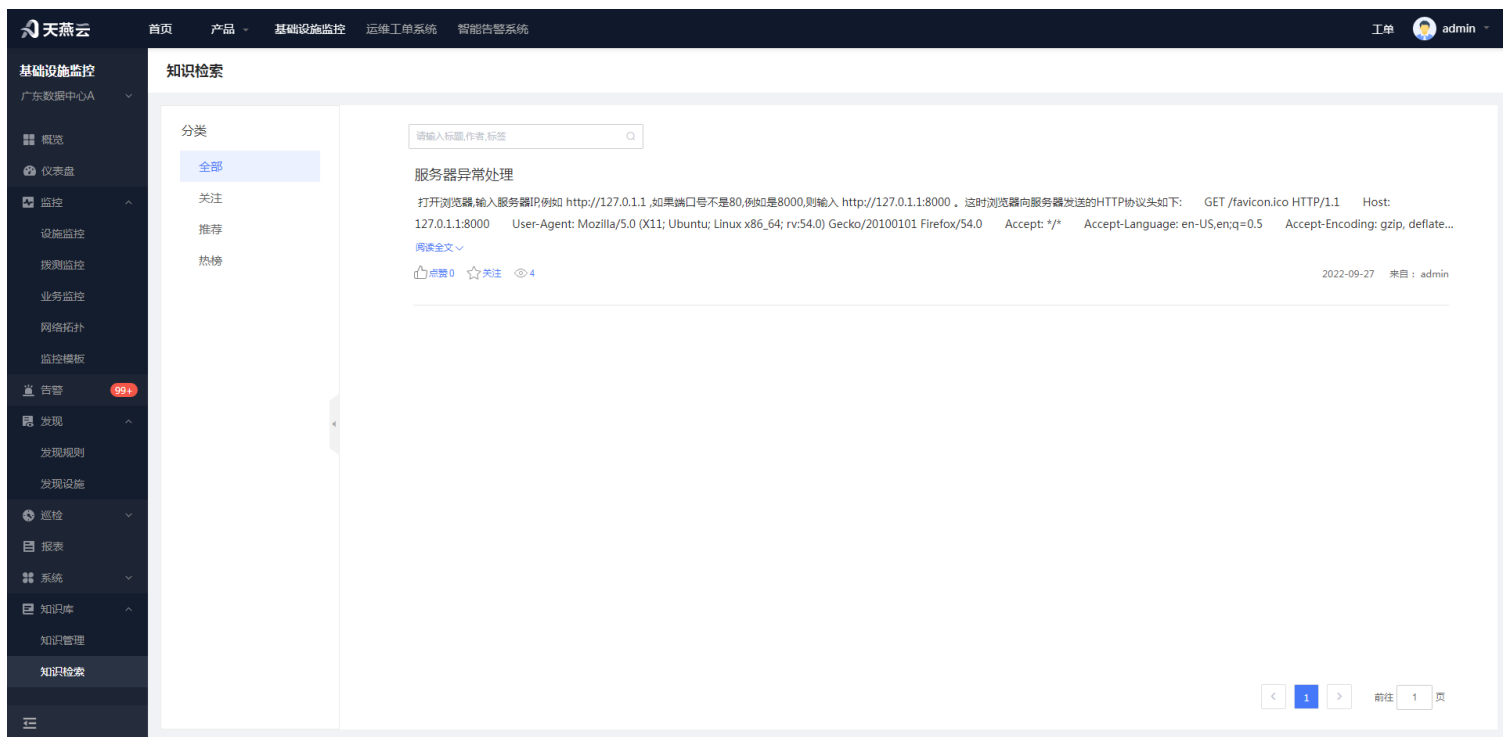 天燕云
首页 产品 基础设施监控 运维工单系统 智能告警系统
工单 admin
基础设施监控
广东数据中心A
概览
仪表盘
监控
设施监控
拨测监控
业务监控
网络拓扑
监控模板
告警 99+
发现
发现规则
发现设施
巡检
报表
系统
知识库
知识管理
知识检索
知识检索
分类
全部
关注
推荐
热榜
请输入标题,作者,标签
服务器异常处理
打开浏览器,输入服务器IP,例如 http://127.0.1.1 ,如果端口号不是80,例如是8000,则输入 http://127.0.1.1:8000 。这时浏览器向服务器发送的HTTP协议头如下: GET /favicon.ico HTTP/1.1 Host:
127.0.1.1:8000 User-Agent: Mozilla/5.0 (X11; Ubuntu; Linux x86_64; rv:54.0) Gecko/20100101 Firefox/54.0 Accept: */* Accept-Language: en-US,en;q=0.5 Accept-Encoding: gzip, deflate...
阅读全文
点赞 0 关注 4
2022-09-27 来自： admin
1 前往 1 页